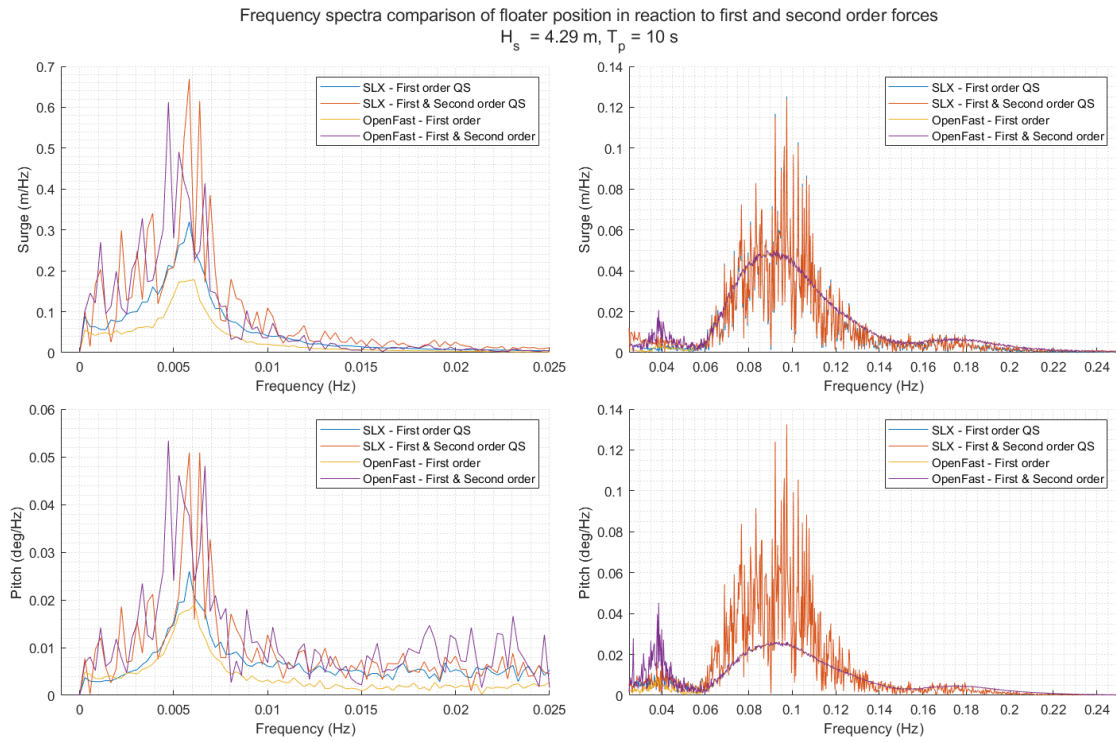 Frequency spectra comparison of floater position in reaction to first and second order forces
H_s = 4.29 m, T_p = 10 s
0.7
0.6
0.5
0.4
0.3
0.2
0.1
0
Surge (m/Hz)
SLX - First order QS
SLX - First & Second order QS
OpenFast - First order
OpenFast - First & Second order
0 0.005 0.01 0.015 0.02 0.025
Frequency (Hz)
0.14
0.12
0.1
0.08
0.06
0.04
0.02
0
Surge (m/Hz)
SLX - First order QS
SLX - First & Second order QS
OpenFast - First order
OpenFast - First & Second order
0.04 0.06 0.08 0.1 0.12 0.14 0.16 0.18 0.2 0.22 0.24
Frequency (Hz)
0.06
0.05
0.04
0.03
0.02
0.01
0
Pitch (deg/Hz)
SLX - First order QS
SLX - First & Second order QS
OpenFast - First order
OpenFast - First & Second order
0 0.005 0.01 0.015 0.02 0.025
Frequency (Hz)
0.14
0.12
0.1
0.08
0.06
0.04
0.02
0
Pitch (deg/Hz)
SLX - First order QS
SLX - First & Second order QS
OpenFast - First order
OpenFast - First & Second order
0.04 0.06 0.08 0.1 0.12 0.14 0.16 0.18 0.2 0.22 0.24
Frequency (Hz)